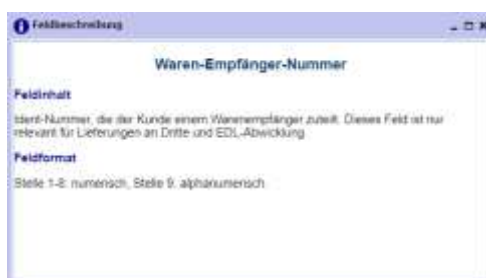 Feldbeschreibung
Waren-Empfänger-Nummer
Feldinhalt
Ident-Nummer, die der Kunde einem Warenempfänger zuteilt. Dieses Feld ist nur
relevant für Lieferungen an Dritte und EDL-Abwicklung.
Feldformat
Stelle 1-8: numerisch, Stelle 9: alphanumerisch